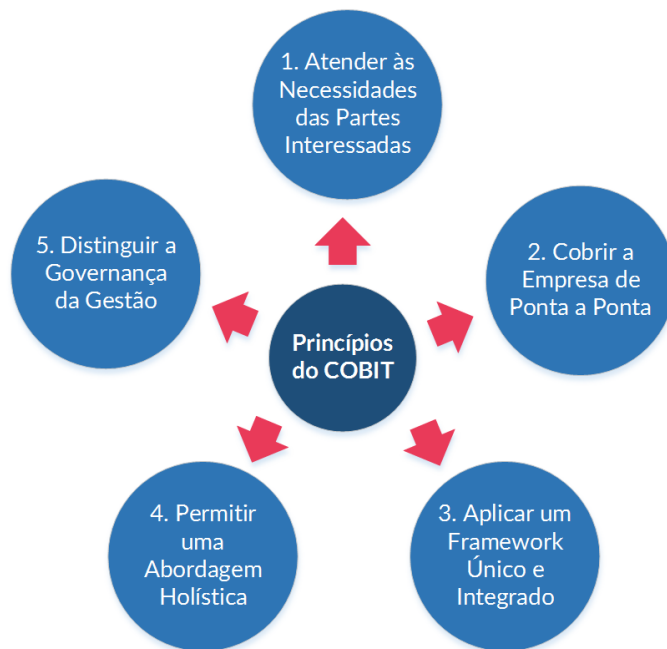 1. Atender às
Necessidades
das Partes
Interessadas
5. Distinguir a
Governança
da Gestão
2. Cobrir a
Empresa de
Ponta a Ponta
Princípios
do COBIT
4. Permitir
uma
Abordagem
Holística
3. Aplicar um
Framework
Único e
Integrado